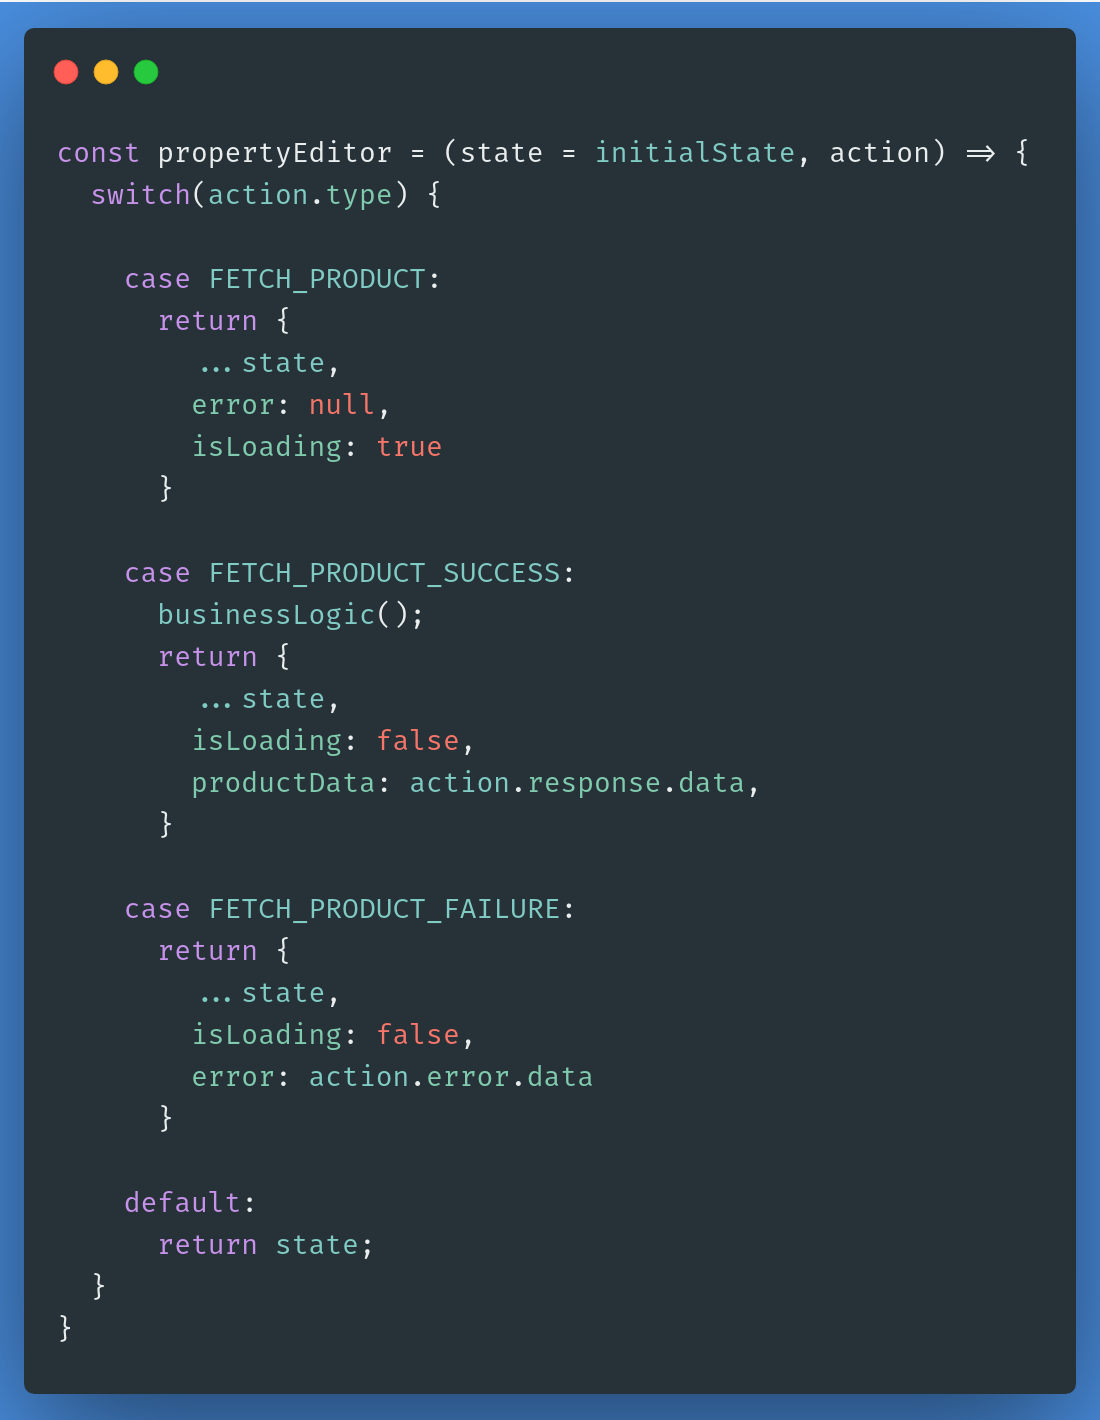 const propertyEditor = (state = initialState, action) => {
  switch(action.type) {

    case FETCH_PRODUCT:
      return {
        ...state,
        error: null,
        isLoading: true
      }

    case FETCH_PRODUCT_SUCCESS:
      businessLogic();
      return {
        ...state,
        isLoading: false,
        productData: action.response.data,
      }

    case FETCH_PRODUCT_FAILURE:
      return {
        ...state,
        isLoading: false,
        error: action.error.data
      }

    default:
      return state;
  }
}